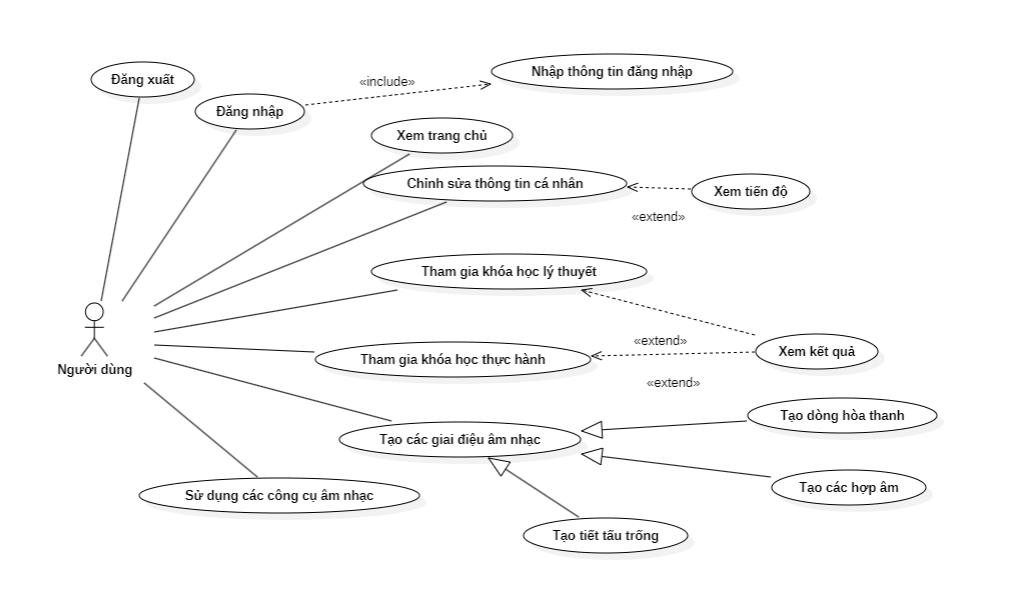 Đăng xuất
Nhập thông tin đăng nhập
«include»
Đăng nhập
Xem trang chủ
Chỉnh sửa thông tin cá nhân
Xem tiến độ
«extend»
Tham gia khóa học lý thuyết
«extend»
Xem kết quả
Tham gia khóa học thực hành
Người dùng
«extend»
Tạo dòng hòa thanh
Tạo các giai điệu âm nhạc
Tạo các hợp âm
Sử dụng các công cụ âm nhạc
Tạo tiết tấu trống